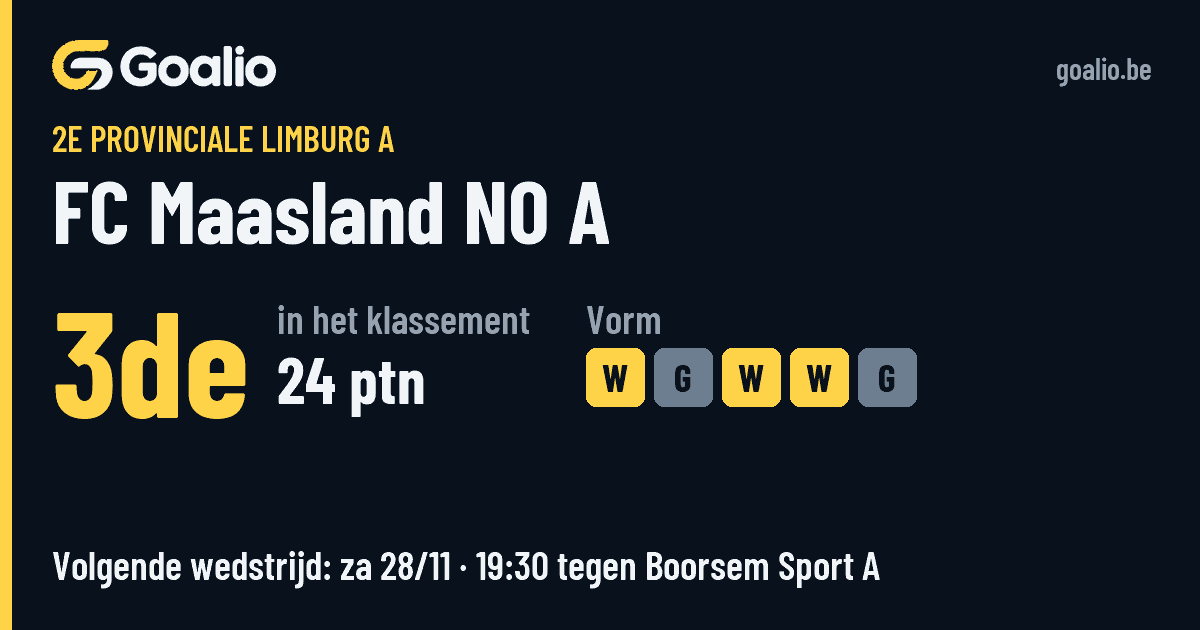 Goalio
goalio.be
2E PROVINCIALE LIMBURG A
FC Maasland NO A
3de
in het klassement
24 ptn
Vorm
W G W W G
Volgende wedstrijd: za 28/11 · 19:30 tegen Boorsem Sport A